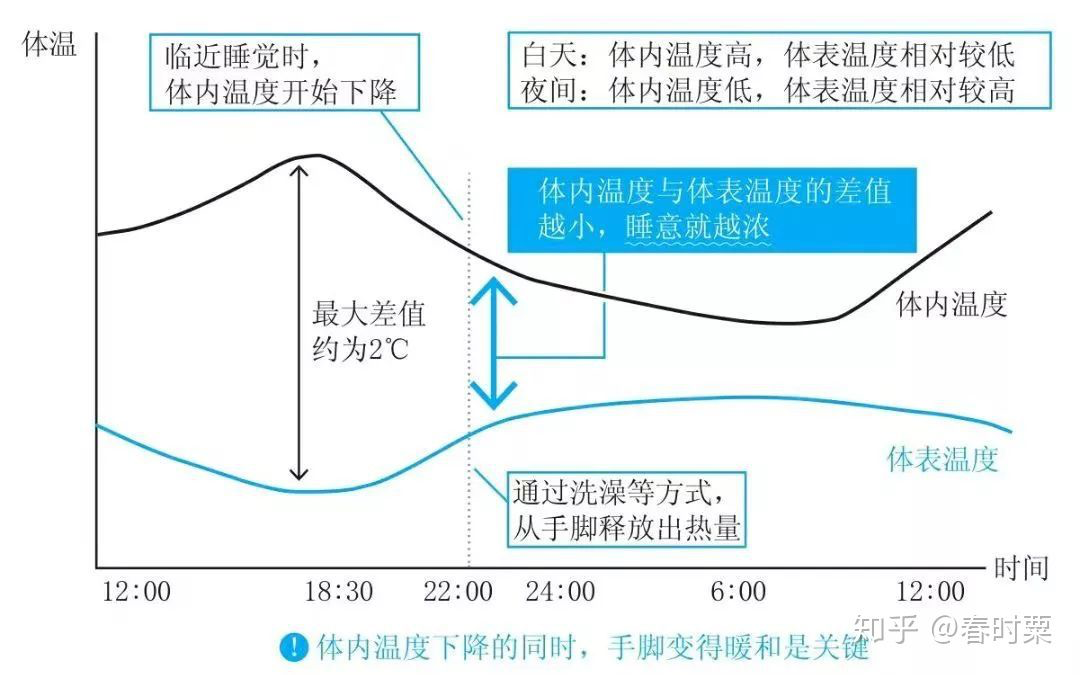 体温
临近睡觉时，
体内温度开始下降
白天：体内温度高，体表温度相对较低
夜间：体内温度低，体表温度相对较高
体内温度与体表温度的差值
越小，睡意就越浓
最大差值
约为2℃
体内温度
体表温度
通过洗澡等方式，
从手脚释放出热量
时间
12:00 18:30 22:00 24:00 6:00 12:00
知乎 @春时粟
! 体内温度下降的同时，手脚变得暖和是关键